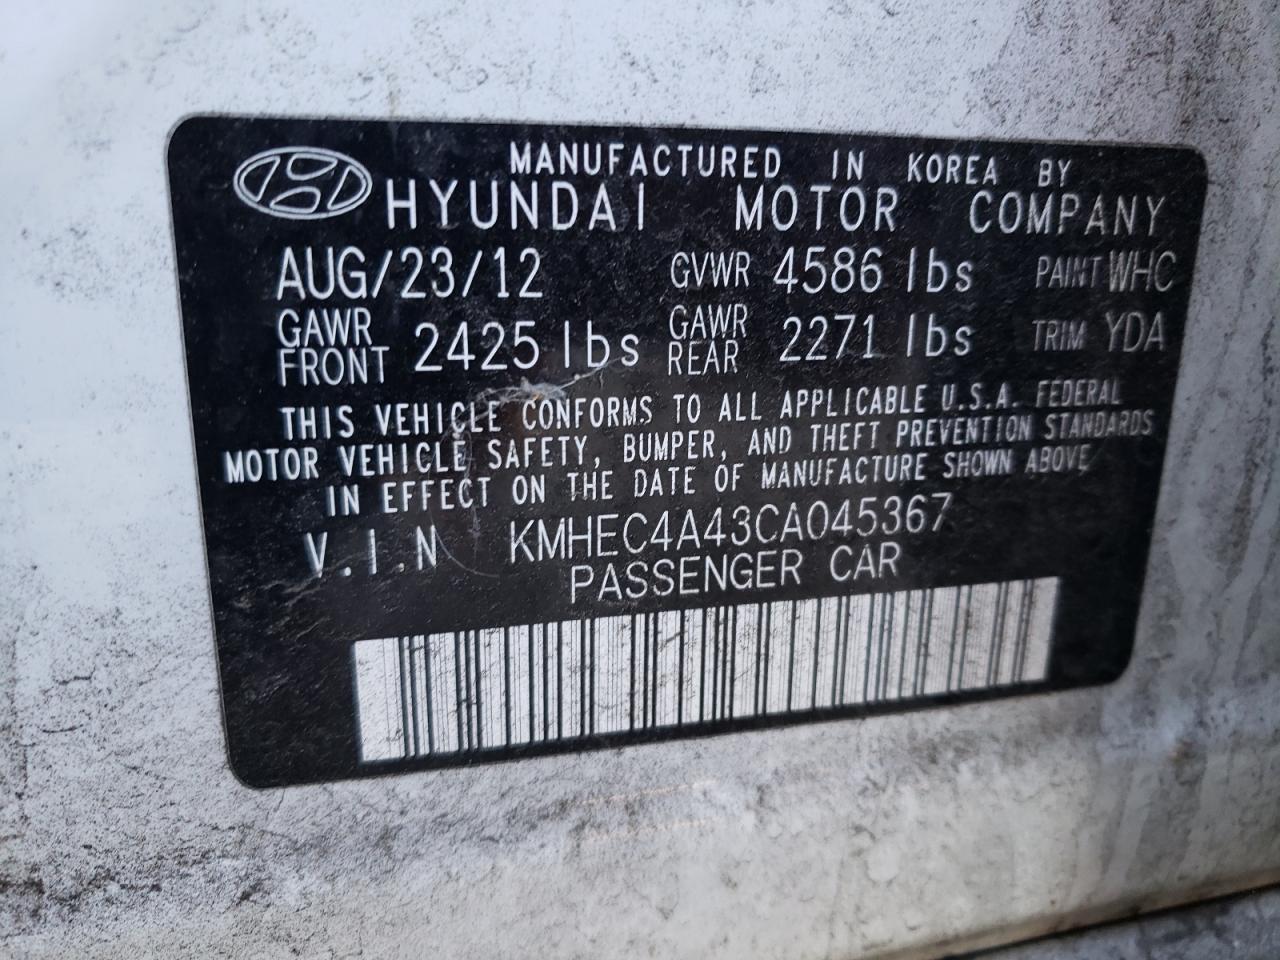 MANUFACTURED IN KOREA BY
HYUNDAI MOTOR COMPANY
AUG/23/12 GVWR 4586 lbs PAINT WHC
GAWR FRONT 2425 lbs GAWR REAR 2271 lbs TRIM YDA
THIS VEHICLE CONFORMS TO ALL APPLICABLE U.S.A. FEDERAL
MOTOR VEHICLE SAFETY, BUMPER, AND THEFT PREVENTION STANDARDS
IN EFFECT ON THE DATE OF MANUFACTURE SHOWN ABOVE
V.I.N KMHEC4A43CA045367
PASSENGER CAR